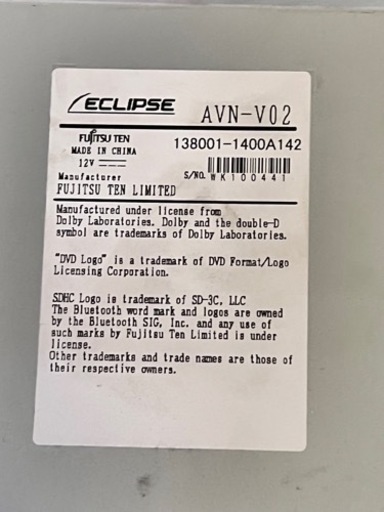 ECLIPSE AVN-V02
FUJITSU TEN 138001-1400A142
MADE IN CHINA
12V
S/NO. WK100441
Manufacturer
FUJITSU TEN LIMITED
Manufactured under license from
Dolby Laboratories. Dolby and the double-D
symbol are trademarks of Dolby Laboratories.
"DVD Logo" is a trademark of DVD Format/Logo
Licensing Corporation.
SDHC Logo is trademark of SD-3C, LLC
The Bluetooth word mark and logos are owned
by the Bluetooth SIG, Inc. and any use of
such marks by Fujitsu Ten Limited is under
license.
Other trademarks and trade names are those of
their respective owners.